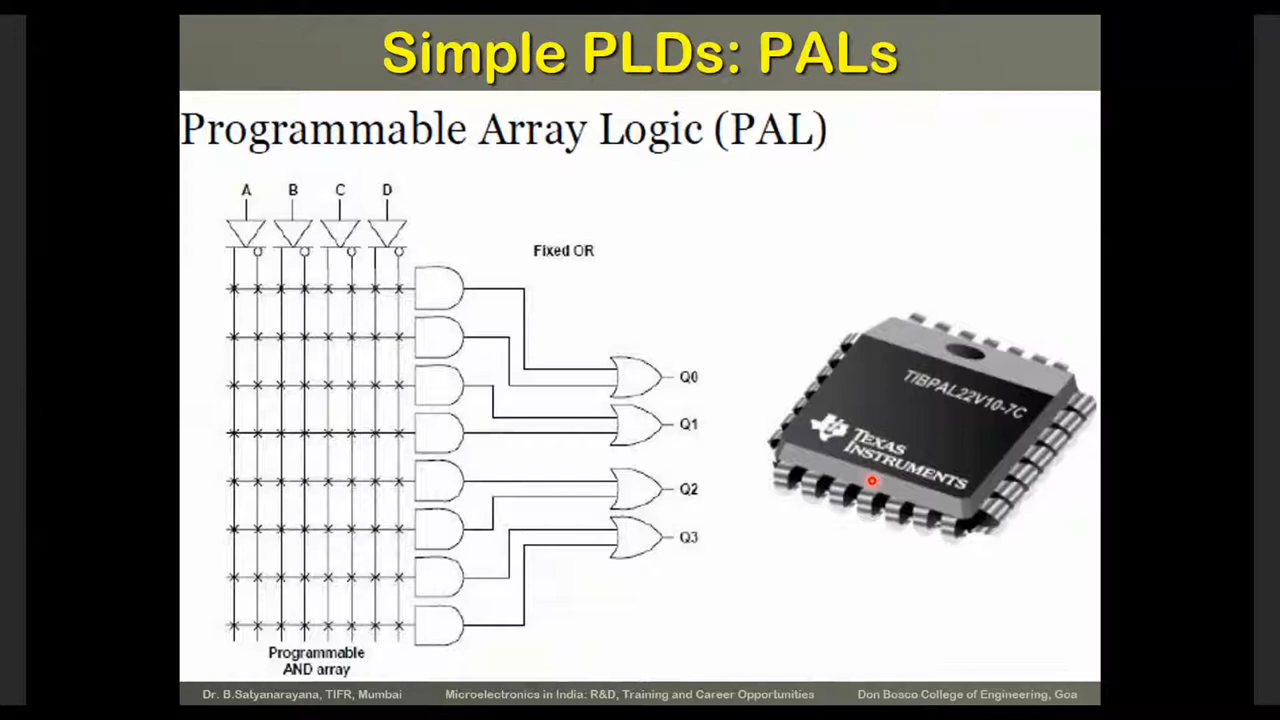 Simple PLDs: PALs
Programmable Array Logic (PAL)
A B C D
Fixed OR
Q0
Q1
Q2
Q3
TIBPAL22V10-7C
TEXAS
INSTRUMENTS
Programmable
AND array
Dr. B.Satyanarayana, TIFR, Mumbai
Microelectronics in India: R&D, Training and Career Opportunities
Don Bosco College of Engineering, Goa